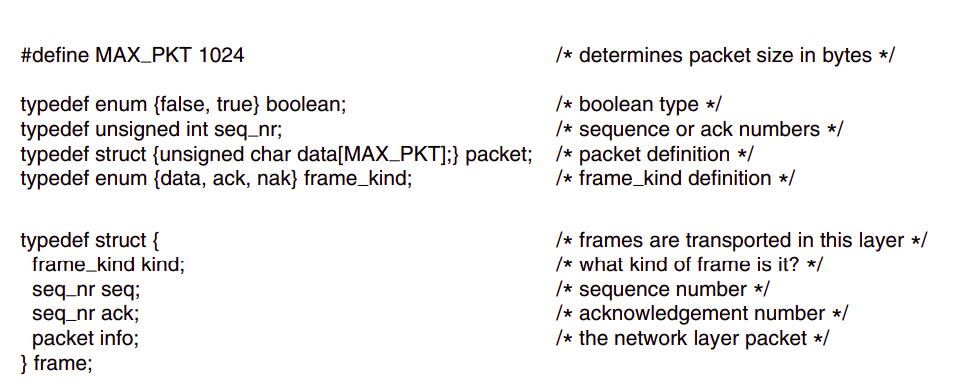 #define MAX_PKT 1024 /* determines packet size in bytes */
typedef enum {false, true} boolean; /* boolean type */
typedef unsigned int seq_nr; /* sequence or ack numbers */
typedef struct {unsigned char data[MAX_PKT];} packet; /* packet definition */
typedef enum {data, ack, nak} frame_kind; /* frame_kind definition */
typedef struct { /* frames are transported in this layer */
frame_kind kind; /* what kind of frame is it? */
seq_nr seq; /* sequence number */
seq_nr ack; /* acknowledgement number */
packet info; /* the network layer packet */
} frame;